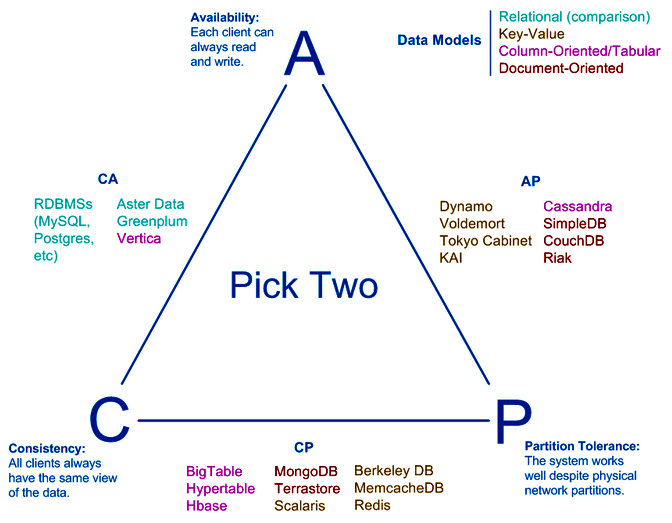 Availability:
Each client can
always read
and write.
A
Data Models
Relational (comparison)
Key-Value
Column-Oriented/Tabular
Document-Oriented
CA
RDBMSs
(MySQL,
Postgres,
etc)
Aster Data
Greenplum
Vertica
AP
Dynamo
Voldemort
Tokyo Cabinet
KAI
Cassandra
SimpleDB
CouchDB
Riak
Pick Two
C
P
Consistency:
All clients always
have the same view
of the data.
CP
BigTable
Hypertable
Hbase
MongoDB
Terrastore
Scalaris
Berkeley DB
MemcacheDB
Redis
Partition Tolerance:
The system works
well despite physical
network partitions.